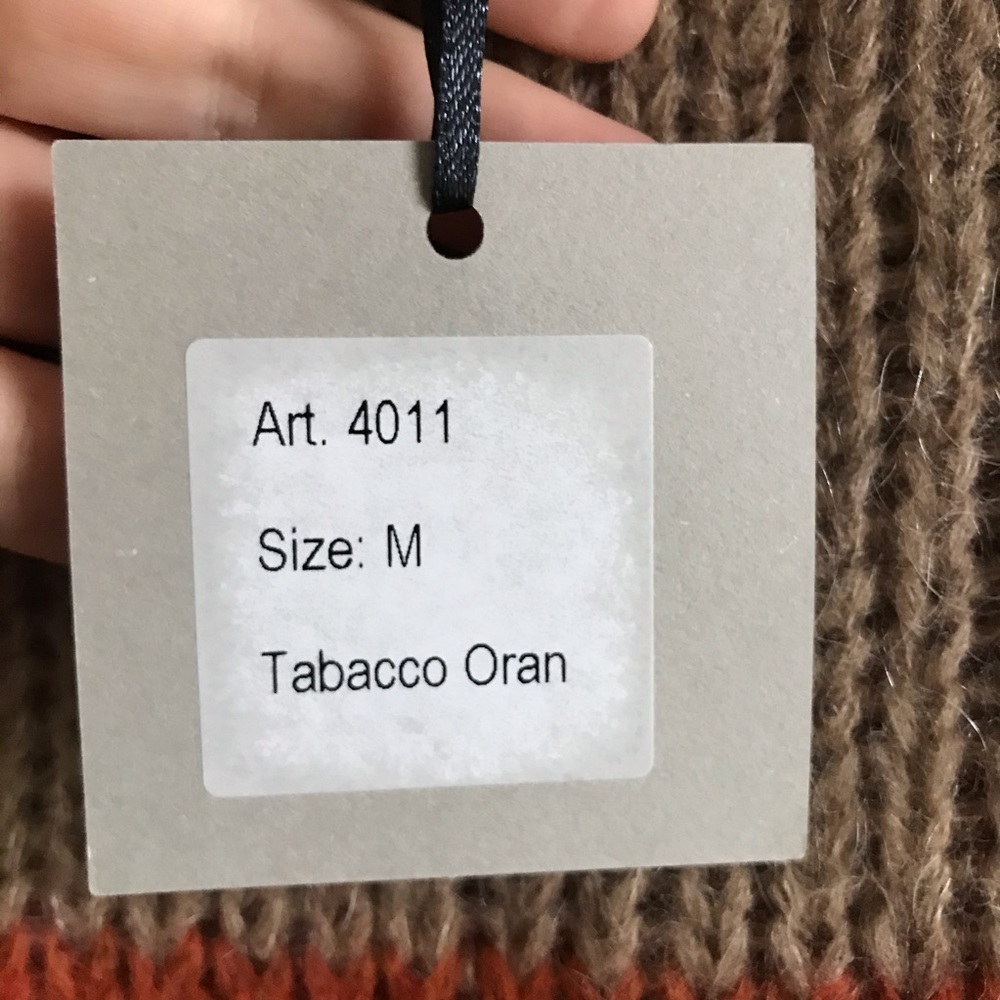 Art. 4011
Size: M
Tabacco Oran